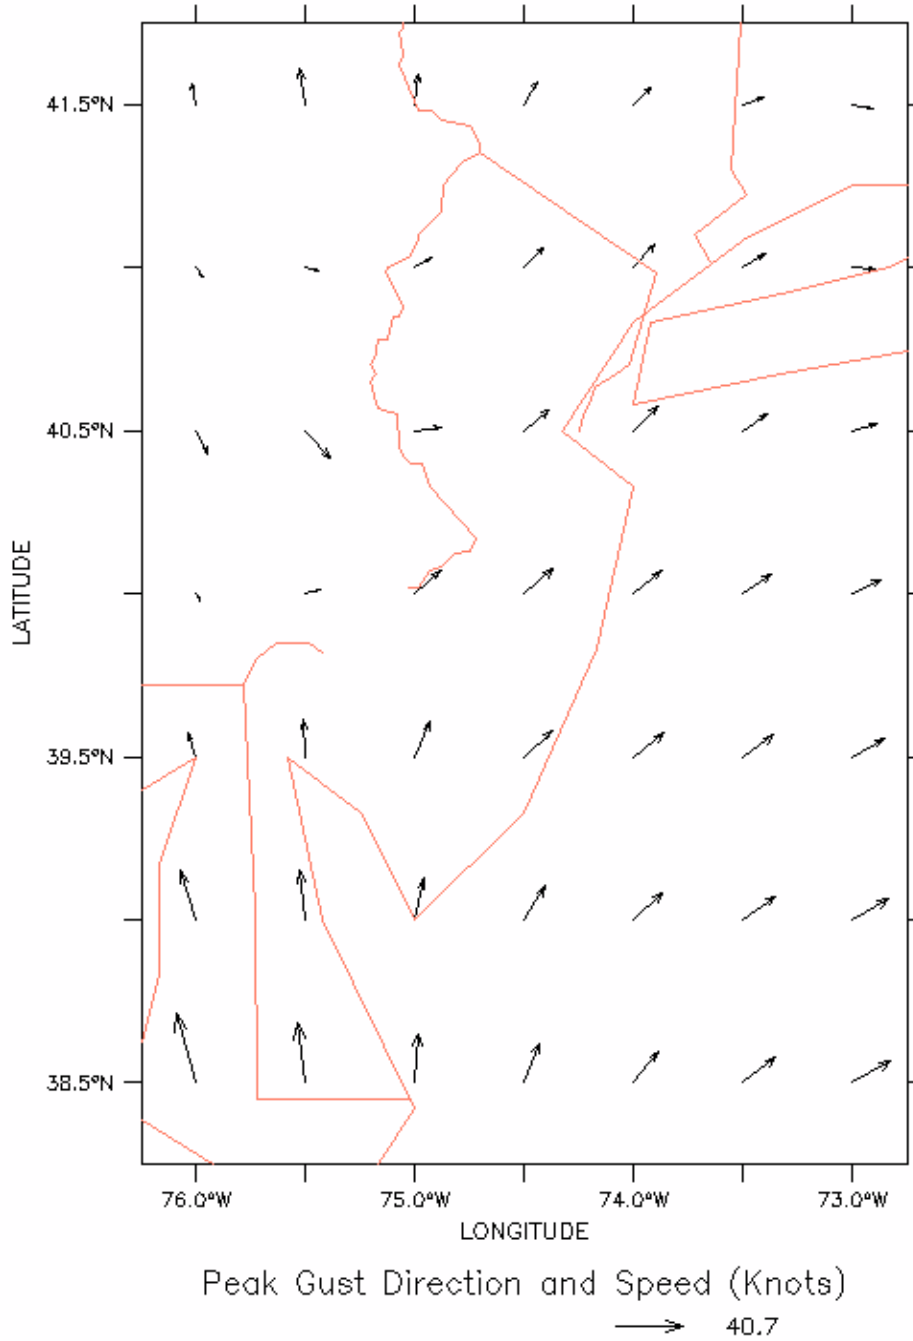 41.5°N
40.5°N
LATITUDE
39.5°N
38.5°N
76.0°W 75.0°W 74.0°W 73.0°W
LONGITUDE
Peak Gust Direction and Speed (Knots)
40.7